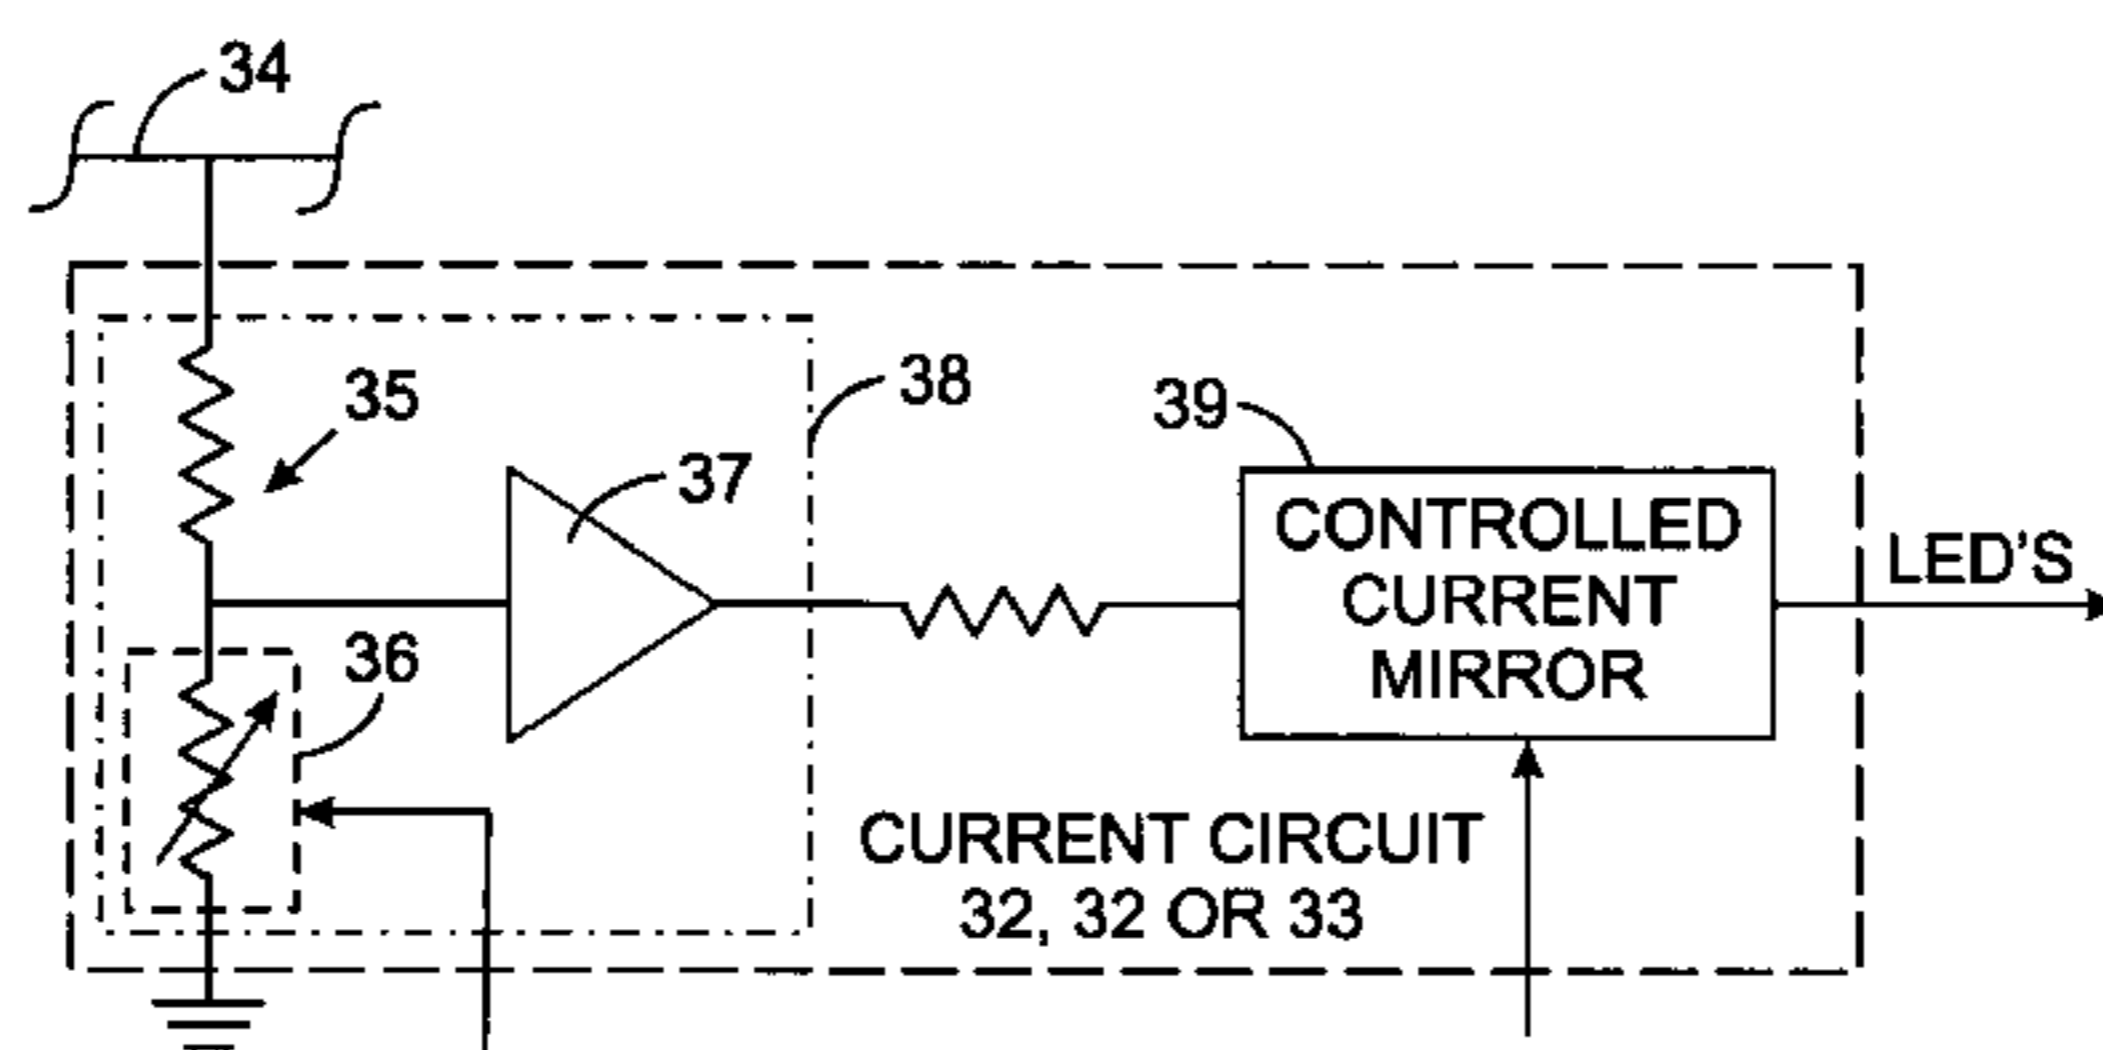 34
35
38
39
37
CONTROLLED
CURRENT
MIRROR
LED'S
36
CURRENT CIRCUIT
32, 32 OR 33